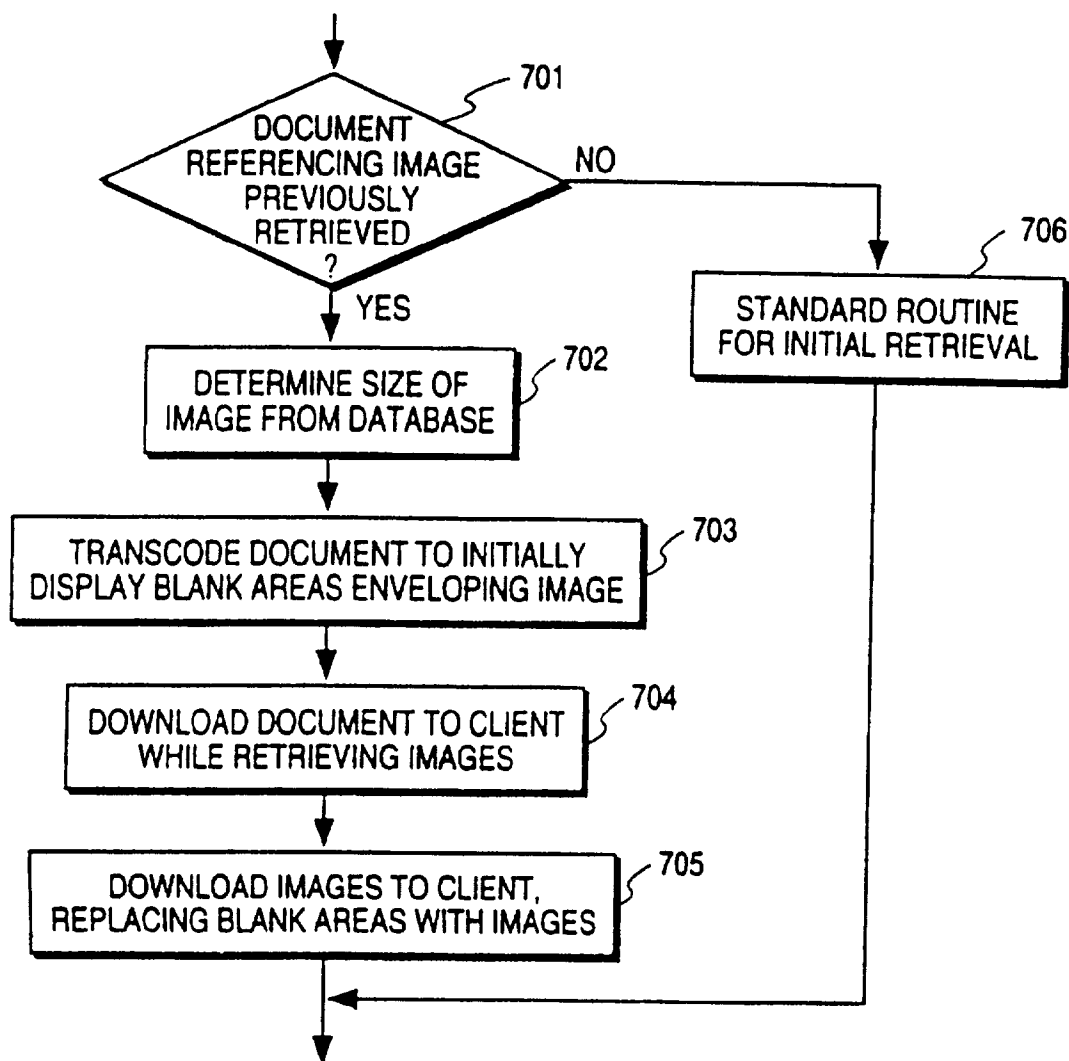 701
DOCUMENT
REFERENCING IMAGE
PREVIOUSLY
RETRIEVED
?
NO
YES
706
STANDARD ROUTINE
FOR INITIAL RETRIEVAL
702
DETERMINE SIZE OF
IMAGE FROM DATABASE
703
TRANSCODE DOCUMENT TO INITIALLY
DISPLAY BLANK AREAS ENVELOPING IMAGE
704
DOWNLOAD DOCUMENT TO CLIENT
WHILE RETRIEVING IMAGES
705
DOWNLOAD IMAGES TO CLIENT,
REPLACING BLANK AREAS WITH IMAGES